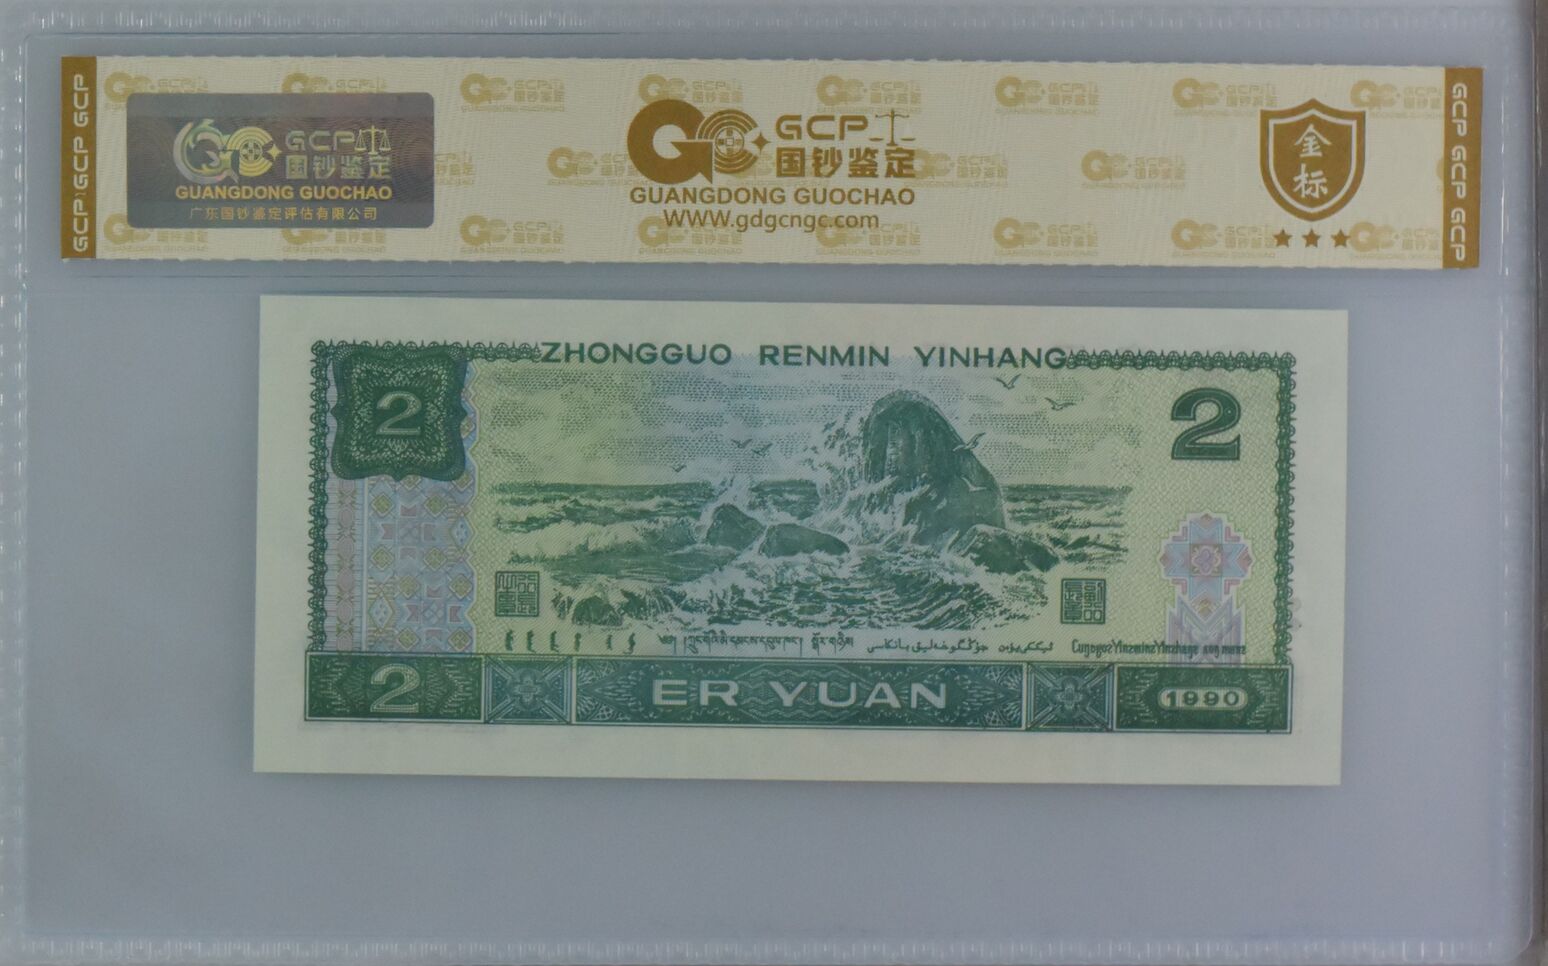 GCP GCP GCP
GCP
国钞鉴定
GUANGDONG GUOCHAO
广东国钞鉴定评估有限公司
GCP
国钞鉴定
GUANGDONG GUOCHAO
WWW.gdgcngc.com
金标
GCP GCP GCP
ZHONGGUO RENMIN YINHANG
2
2
2
ER YUAN
1990